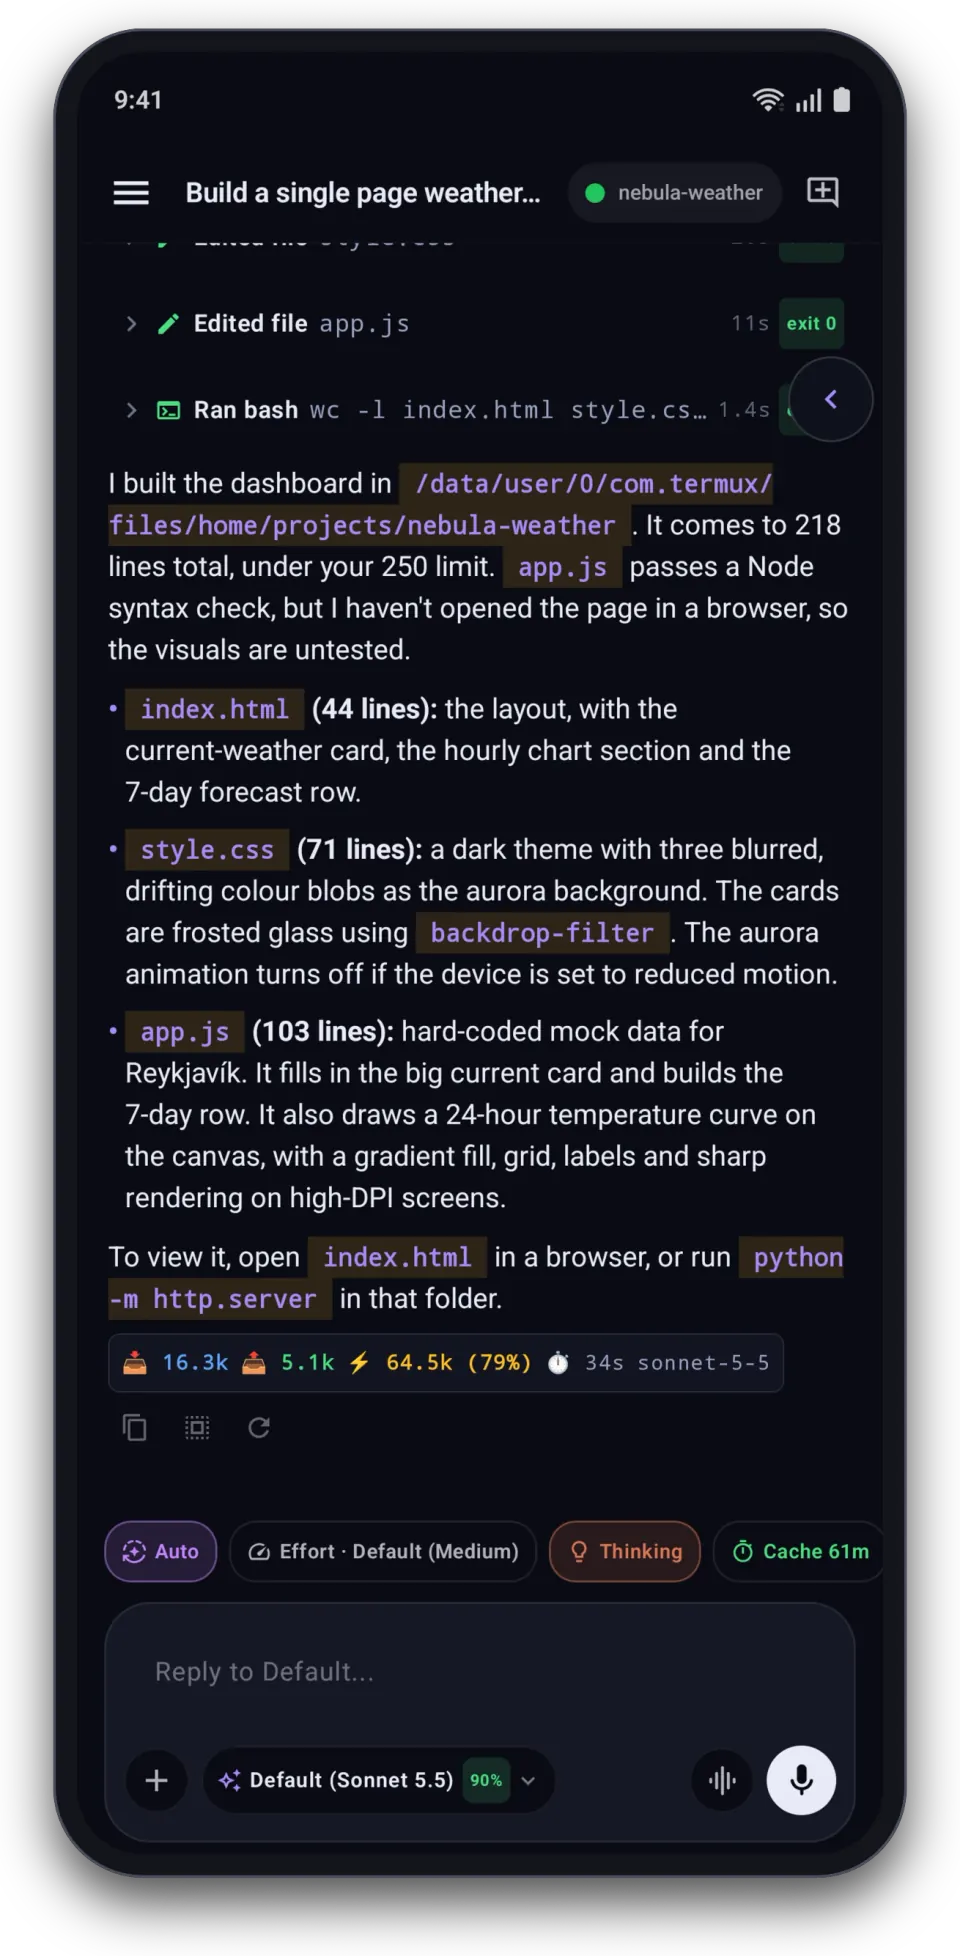 9:41
Build a single page weather...
nebula-weather
Edited file style.css
Edited file app.js 11s exit 0
Ran bash wc -l index.html style.cs… 1.4s
I built the dashboard in /data/user/0/com.termux/
files/home/projects/nebula-weather . It comes to 218
lines total, under your 250 limit. app.js passes a Node
syntax check, but I haven't opened the page in a browser, so
the visuals are untested.
• index.html (44 lines): the layout, with the
current-weather card, the hourly chart section and the
7-day forecast row.
• style.css (71 lines): a dark theme with three blurred,
drifting colour blobs as the aurora background. The cards
are frosted glass using backdrop-filter . The aurora
animation turns off if the device is set to reduced motion.
• app.js (103 lines): hard-coded mock data for
Reykjavík. It fills in the big current card and builds the
7-day row. It also draws a 24-hour temperature curve on
the canvas, with a gradient fill, grid, labels and sharp
rendering on high-DPI screens.
To view it, open index.html in a browser, or run python
-m http.server in that folder.
16.3k 5.1k 64.5k (79%) 34s sonnet-5-5
Auto
Effort · Default (Medium)
Thinking
Cache 61m
Reply to Default...
Default (Sonnet 5.5) 90%